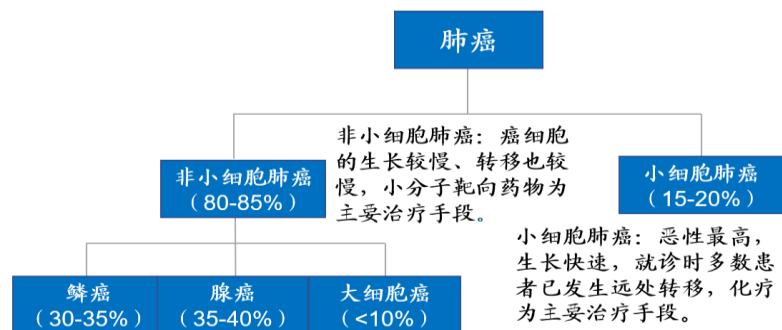 肺癌
非小细胞肺癌：癌细胞
的生长较慢、转移也较
慢，小分子靶向药物为
主要治疗手段。
非小细胞肺癌
（80-85%）
小细胞肺癌
（15-20%）
小细胞肺癌：恶性最高，
生长快速，就诊时多数患
者已发生远处转移，化疗
为主要治疗手段。
鳞癌
（30-35%）
腺癌
（35-40%）
大细胞癌
（<10%）